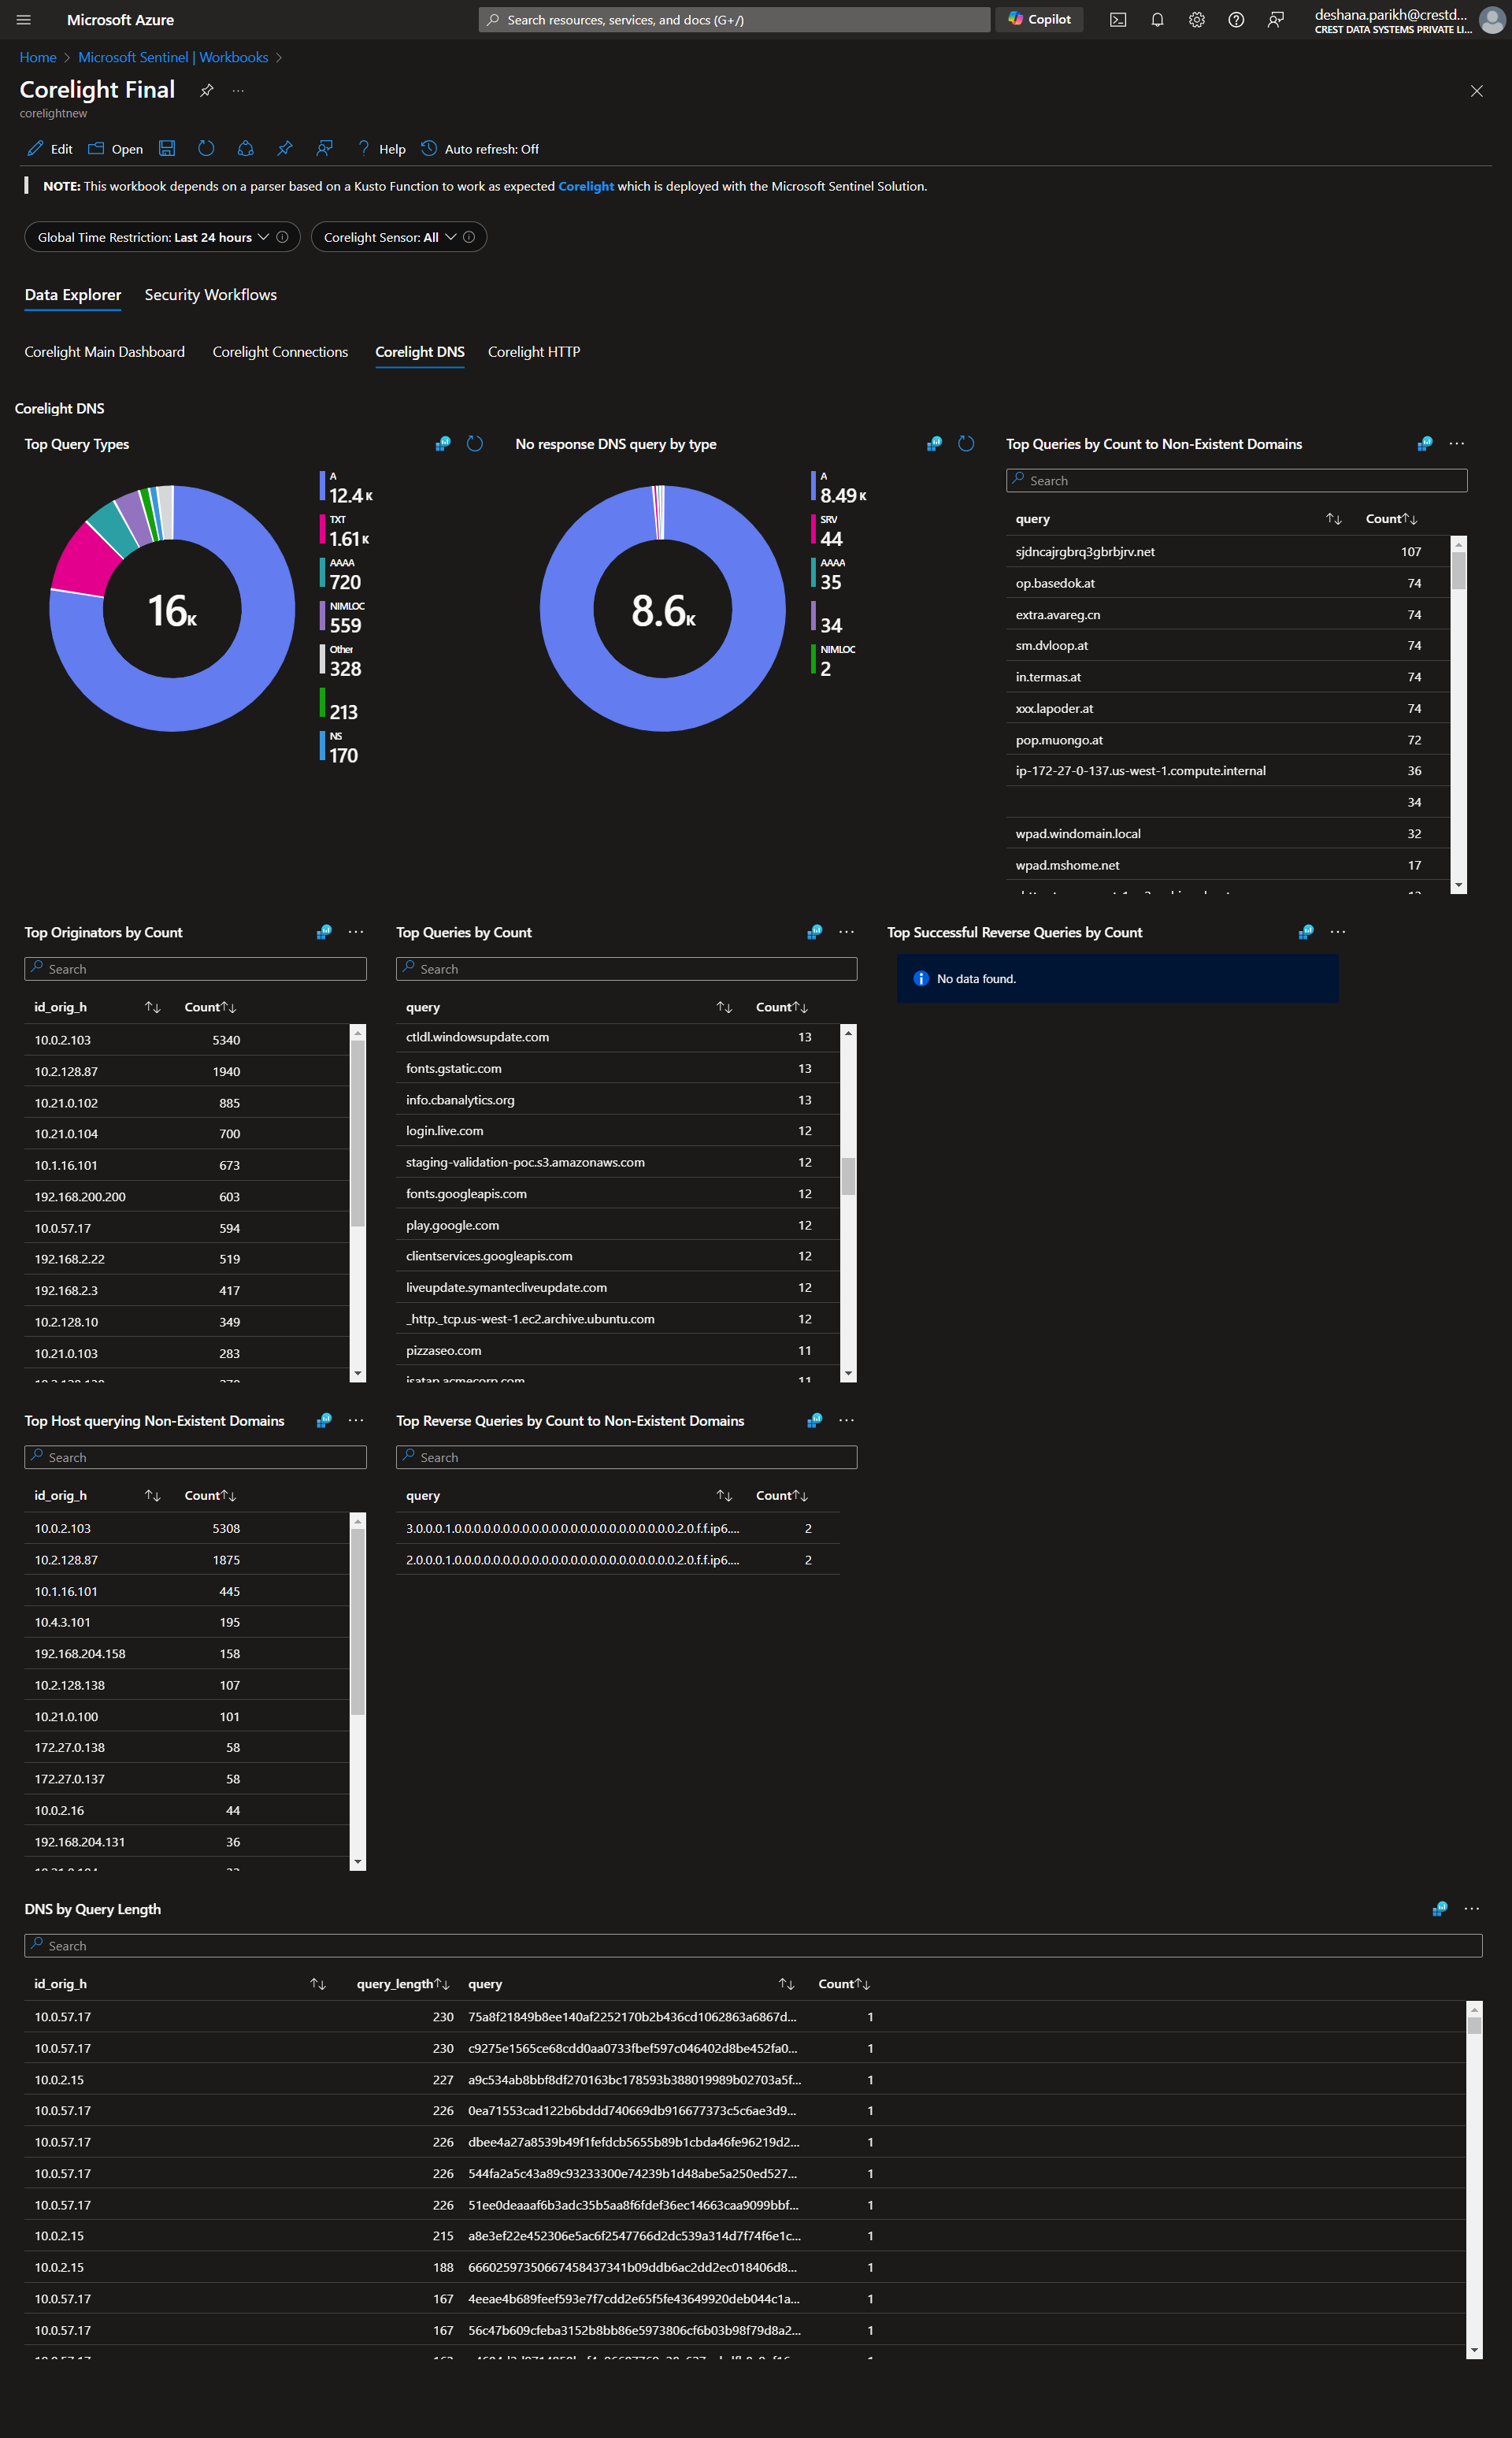 Microsoft Azure
Search resources, services, and docs (G+/)
Copilot
deshana.parikh@crestd...
CREST DATA SYSTEMS PRIVATE LI...
Home > Microsoft Sentinel | Workbooks >
Corelight Final
corelightnew
Edit Open Help Auto refresh: Off
NOTE: This workbook depends on a parser based on a Kusto Function to work as expected Corelight which is deployed with the Microsoft Sentinel Solution.
Global Time Restriction: Last 24 hours
Corelight Sensor: All
Data Explorer Security Workflows
Corelight Main Dashboard Corelight Connections Corelight DNS Corelight HTTP
Corelight DNS
Top Query Types
16K
A
12.4K
TXT
1.61K
AAAA
720
NIMLOC
559
Other
328
213
NS
170
No response DNS query by type
8.6K
A
8.49K
SRV
44
AAAA
35
34
NIMLOC
2
Top Queries by Count to Non-Existent Domains
Search
query Count
sjdncajrgbrq3gbrbjrv.net 107
op.basedok.at 74
extra.avareg.cn 74
sm.dvloop.at 74
in.termas.at 74
xxx.lapoder.at 74
pop.muongo.at 72
ip-172-27-0-137.us-west-1.compute.internal 36
34
wpad.windomain.local 32
wpad.mshome.net 17
Top Originators by Count
Search
id_orig_h Count
10.0.2.103 5340
10.2.128.87 1940
10.21.0.102 885
10.21.0.104 700
10.1.16.101 673
192.168.200.200 603
10.0.57.17 594
192.168.2.22 519
192.168.2.3 417
10.2.128.10 349
10.21.0.103 283
Top Queries by Count
Search
query Count
ctldl.windowsupdate.com 13
fonts.gstatic.com 13
info.cbanalytics.org 13
login.live.com 12
staging-validation-poc.s3.amazonaws.com 12
fonts.googleapis.com 12
play.google.com 12
clientservices.googleapis.com 12
liveupdate.symantecliveupdate.com 12
_http._tcp.us-west-1.ec2.archive.ubuntu.com 12
pizzaseo.com 11
isatap.acmecorp.com 11
Top Successful Reverse Queries by Count
No data found.
Top Host querying Non-Existent Domains
Search
id_orig_h Count
10.0.2.103 5308
10.2.128.87 1875
10.1.16.101 445
10.4.3.101 195
192.168.204.158 158
10.2.128.138 107
10.21.0.100 101
172.27.0.138 58
172.27.0.137 58
10.0.2.16 44
192.168.204.131 36
Top Reverse Queries by Count to Non-Existent Domains
Search
query Count
3.0.0.0.1.0.0.0.0.0.0.0.0.0.0.0.0.0.0.0.0.0.0.0.0.0.0.0.2.0.f.f.ip6.... 2
2.0.0.0.1.0.0.0.0.0.0.0.0.0.0.0.0.0.0.0.0.0.0.0.0.0.0.0.2.0.f.f.ip6.... 2
DNS by Query Length
Search
id_orig_h query_length query Count
10.0.57.17 230 75a8f21849b8ee140af2252170b2b436cd1062863a6867d... 1
10.0.57.17 230 c9275e1565ce68cdd0aa0733fbef597c046402d8be452fa0... 1
10.0.2.15 227 a9c534ab8bbf8df270163bc178593b388019989b02703a5f... 1
10.0.57.17 226 0ea71553cad122b6bddd740669db916677373c5c6ae3d9... 1
10.0.57.17 226 dbee4a27a8539b49f1fefdcb5655b89b1cbda46fe96219d2... 1
10.0.57.17 226 544fa2a5c43a89c93233300e74239b1d48abe5a250ed527... 1
10.0.57.17 226 51ee0deaaaf6b3adc35b5aa8f6fdef36ec14663caa9099bbf... 1
10.0.2.15 215 a8e3ef22e452306e5ac6f2547766d2dc539a314d7f74f6e1c... 1
10.0.2.15 188 66602597350667458437341b09ddb6ac2dd2ec018406d8... 1
10.0.57.17 167 4eeae4b689feef593e7f7cdd2e65f5fe43649920deb044c1a... 1
10.0.57.17 167 56c47b609cfeba3152b8bb86e5973806cf6b03b98f79d8a2... 1